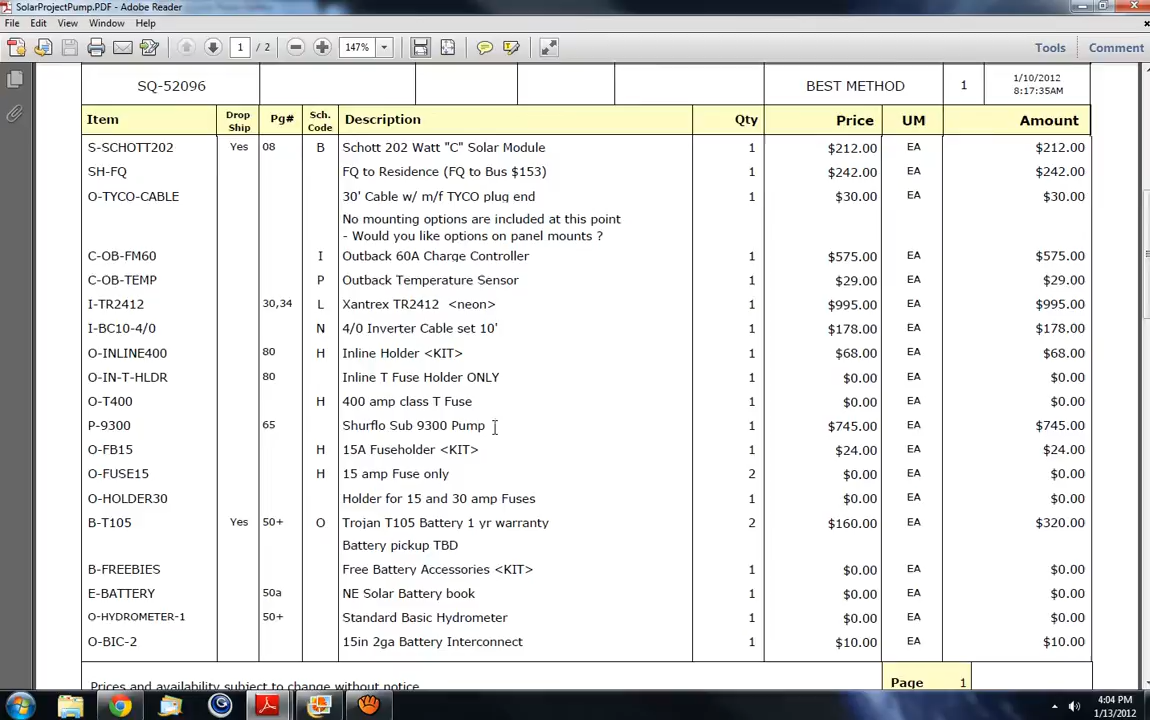 SolarProjectPump.PDF - Adobe Reader
File Edit View Window Help
1 / 2 147% Tools Comment
SQ-52096 BEST METHOD 1 1/10/2012
8:17:35AM
Item Drop Ship Pg# Sch. Code Description Qty Price UM Amount
S-SCHOTT202 Yes 08 B Schott 202 Watt "C" Solar Module 1 $212.00 EA $212.00
SH-FQ FQ to Residence (FQ to Bus $153) 1 $242.00 EA $242.00
O-TYCO-CABLE 30' Cable w/ m/f TYCO plug end 1 $30.00 EA $30.00
No mounting options are included at this point
- Would you like options on panel mounts ?
C-OB-FM60 I Outback 60A Charge Controller 1 $575.00 EA $575.00
C-OB-TEMP P Outback Temperature Sensor 1 $29.00 EA $29.00
I-TR2412 30,34 L Xantrex TR2412 <neon> 1 $995.00 EA $995.00
I-BC10-4/0 N 4/0 Inverter Cable set 10' 1 $178.00 EA $178.00
O-INLINE400 80 H Inline Holder <KIT> 1 $68.00 EA $68.00
O-IN-T-HLDR 80 Inline T Fuse Holder ONLY 1 $0.00 EA $0.00
O-T400 H 400 amp class T Fuse 1 $0.00 EA $0.00
P-9300 65 Shurflo Sub 9300 Pump 1 $745.00 EA $745.00
O-FB15 H 15A Fuseholder <KIT> 1 $24.00 EA $24.00
O-FUSE15 H 15 amp Fuse only 2 $0.00 EA $0.00
O-HOLDER30 Holder for 15 and 30 amp Fuses 1 $0.00 EA $0.00
B-T105 Yes 50+ O Trojan T105 Battery 1 yr warranty 2 $160.00 EA $320.00
Battery pickup TBD
B-FREEBIES Free Battery Accessories <KIT> 1 $0.00 EA $0.00
E-BATTERY 50a NE Solar Battery book 1 $0.00 EA $0.00
O-HYDROMETER-1 50+ Standard Basic Hydrometer 1 $0.00 EA $0.00
O-BIC-2 15in 2ga Battery Interconnect 1 $10.00 EA $10.00
Prices and availability subject to change without notice Page 1
4:04 PM
1/13/2012